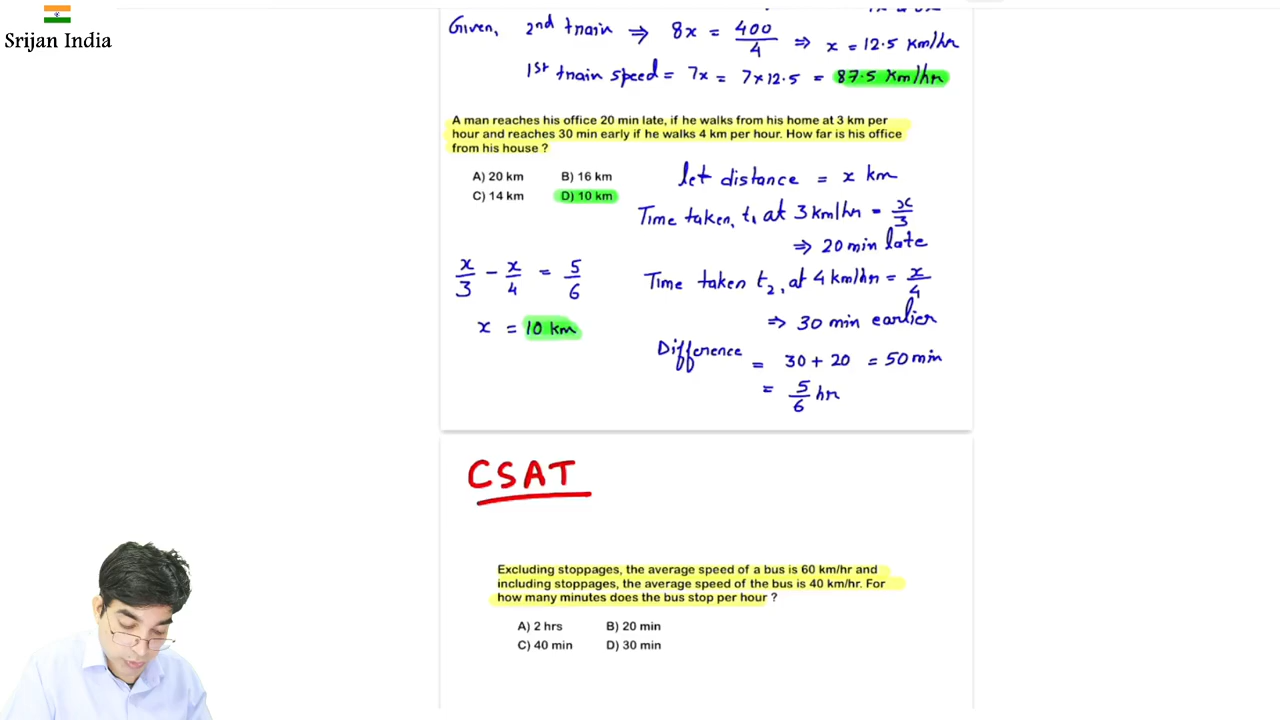 Srijan India
Given, 2nd train ⇒ 8x = 400/4 ⇒ x = 12.5 km/hr
1st train speed = 7x = 7×12.5 = 87.5 km/hr
A man reaches his office 20 min late, if he walks from his home at 3 km per
hour and reaches 30 min early if he walks 4 km per hour. How far is his office
from his house ?
A) 20 km B) 16 km
C) 14 km D) 10 km
let distance = x km
Time taken, t1 at 3 km/hr = x/3
⇒ 20 min late
Time taken t2, at 4 km/hr = x/4
⇒ 30 min earlier
Difference = 30 + 20 = 50 min
= 5/6 hr
x/3 - x/4 = 5/6
x = 10 km
CSAT
Excluding stoppages, the average speed of a bus is 60 km/hr and
including stoppages, the average speed of the bus is 40 km/hr. For
how many minutes does the bus stop per hour ?
A) 2 hrs B) 20 min
C) 40 min D) 30 min